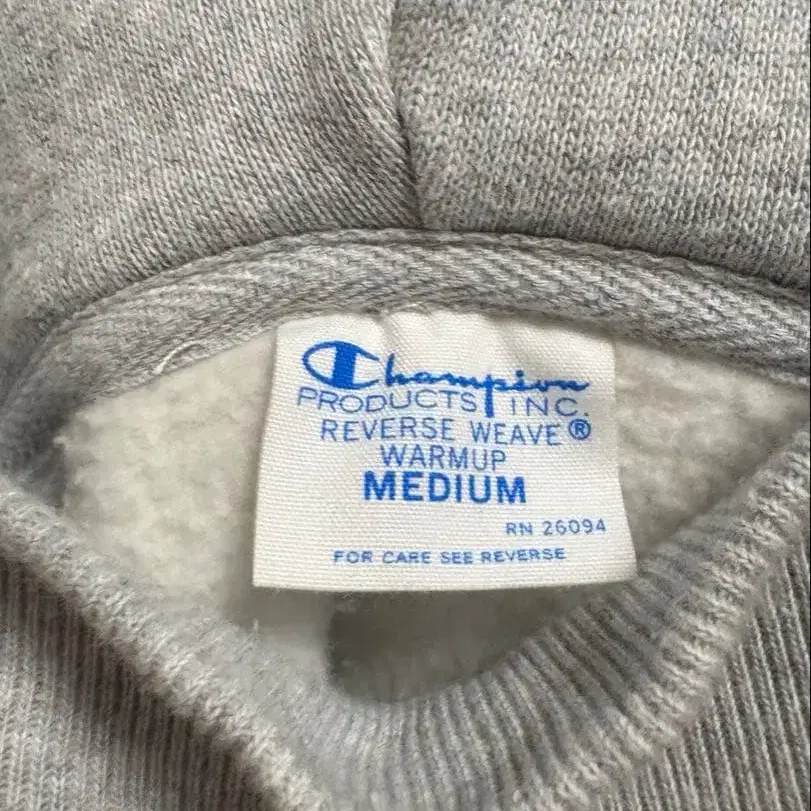 Champion
PRODUCTS INC.
REVERSE WEAVE®
WARMUP
MEDIUM
RN 26094
FOR CARE SEE REVERSE